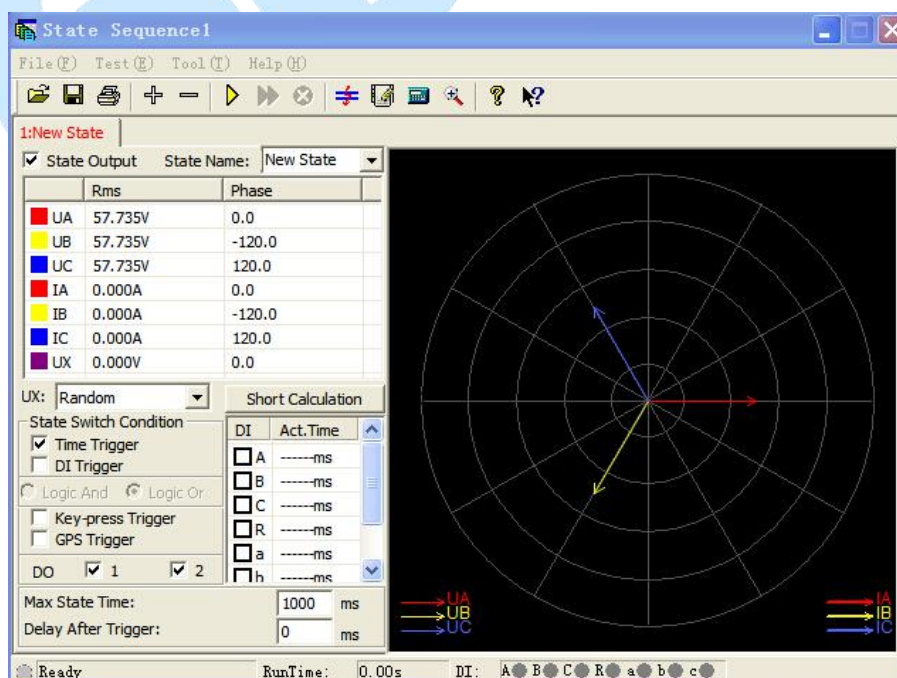 State Sequence1
File(F) Test(E) Tool(T) Help(H)
1:New State
State Output State Name: New State
Rms Phase
UA 57.735V 0.0
UB 57.735V -120.0
UC 57.735V 120.0
IA 0.000A 0.0
IB 0.000A -120.0
IC 0.000A 120.0
UX 0.000V 0.0
UX: Random Short Calculation
State Switch Condition
Time Trigger
DI Trigger
Logic And Logic Or
Key-press Trigger
GPS Trigger
DO 1 2
DI Act.Time
A ------ms
B ------ms
C ------ms
R ------ms
a ------ms
b ------ms
Max State Time: 1000 ms
Delay After Trigger: 0 ms
UA
UB
UC
IA
IB
IC
Ready RunTime: 0.00s DI: A B C R a b c